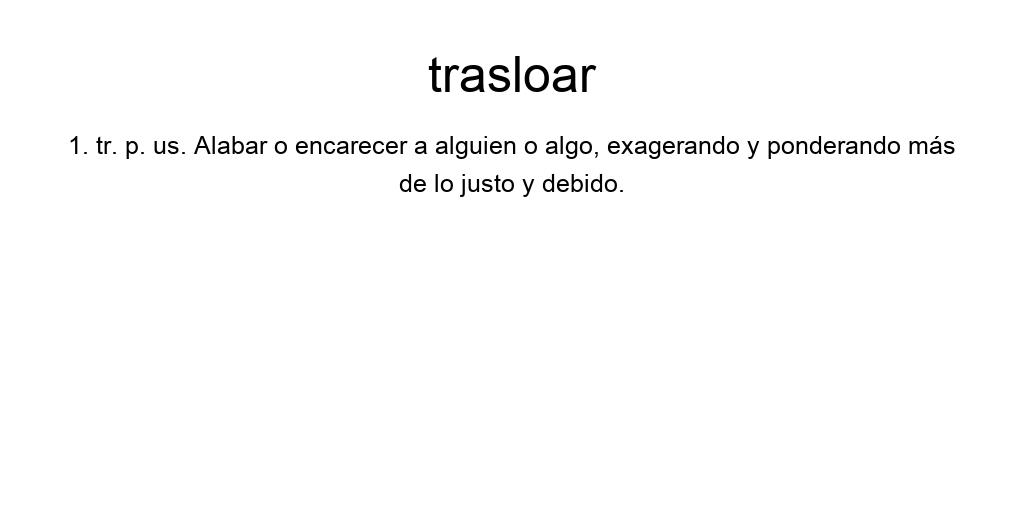 trasloar
1. tr. p. us. Alabar o encarecer a alguien o algo, exagerando y ponderando más
de lo justo y debido.